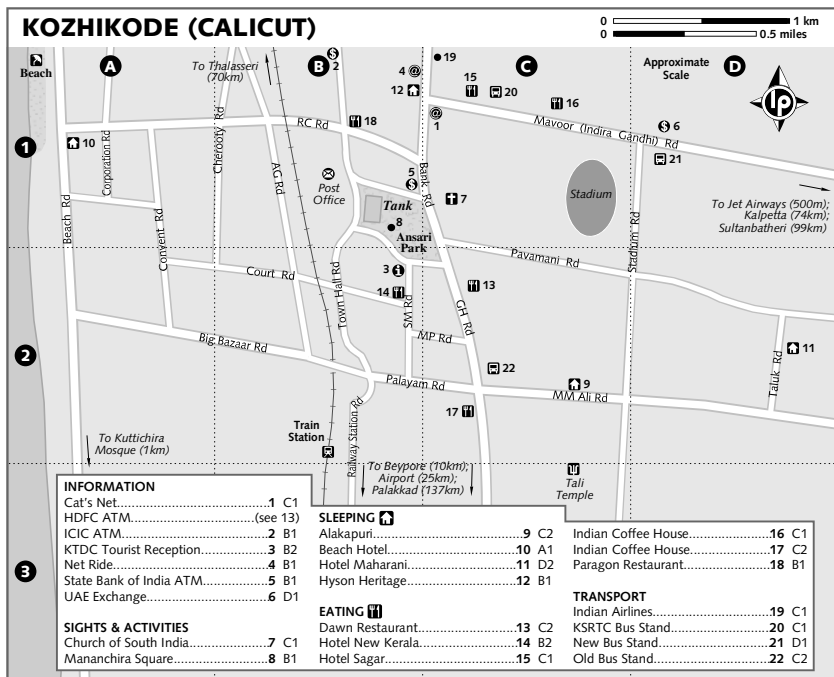 KOZHIKODE (CALICUT)
0 1 km
0 0.5 miles
Approximate
Scale
A
B
C
D
1
2
3
lp
Beach
To Thalasseri
(70km)
2
4
19
12
15
20
16
1
6
21
18
10
RC Rd
Mavoor (Indira Gandhi) Rd
Corporation Rd
Cherooty Rd
AG Rd
Post
Office
5
Bank Rd
7
Tank
8
Ansari
Park
Stadium
To Jet Airways (500m);
Kalpetta (74km);
Sultanbatheri (99km)
Beach Rd
Convent Rd
Court Rd
Town Hall Rd
3
14
SM Rd
GH Rd
13
Pavamani Rd
Stadium Rd
MP Rd
Big Bazaar Rd
Palayam Rd
22
9
MM Ali Rd
Taluk Rd
11
17
To Kuttichira
Mosque (1km)
Train
Station
Railway Station Rd
To Beypore (10km);
Airport (25km);
Palakkad (137km)
Tali
Temple
INFORMATION
Cat's Net 1 C1
HDFC ATM (see 13)
ICIC ATM 2 B1
KTDC Tourist Reception 3 B2
Net Ride 4 B1
State Bank of India ATM 5 B1
UAE Exchange 6 D1
SIGHTS & ACTIVITIES
Church of South India 7 C1
Mananchira Square 8 B1
SLEEPING
Alakapuri 9 C2
Beach Hotel 10 A1
Hotel Maharani 11 D2
Hyson Heritage 12 B1
EATING
Dawn Restaurant 13 C2
Hotel New Kerala 14 B2
Hotel Sagar 15 C1
Indian Coffee House 16 C1
Indian Coffee House 17 C2
Paragon Restaurant 18 B1
TRANSPORT
Indian Airlines 19 C1
KSRTC Bus Stand 20 C1
New Bus Stand 21 D1
Old Bus Stand 22 C2